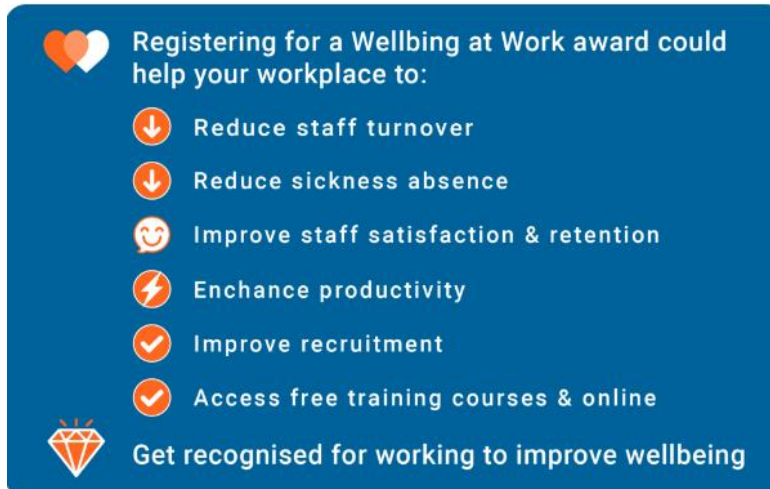 Registering for a Wellbing at Work award could
help your workplace to:
Reduce staff turnover
Reduce sickness absence
Improve staff satisfaction & retention
Enchance productivity
Improve recruitment
Access free training courses & online
Get recognised for working to improve wellbeing